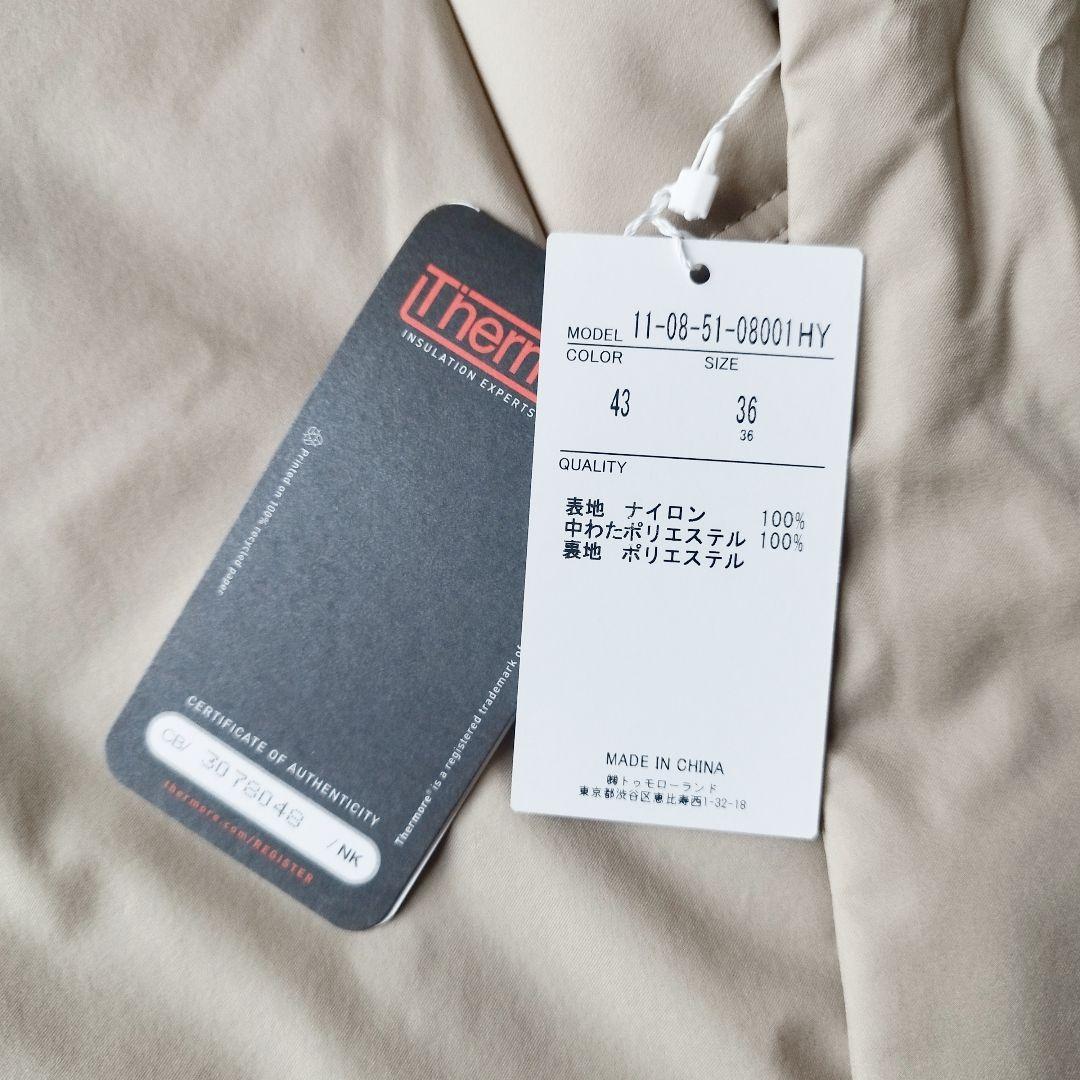 Therm
INSULATION EXPERTS
Printed on 100% recycled paper
Thermore® is a registered trademark of
CERTIFICATE OF AUTHENTICITY
CB/ 3078048 /NK
thermore.com/REGISTER
MODEL 11-08-51-08001HY
COLOR SIZE
43 36
36
QUALITY
表地 ナイロン 100%
中わたポリエステル 100%
裏地 ポリエステル
MADE IN CHINA
㈱トゥモローランド
東京都渋谷区恵比寿西1-32-18